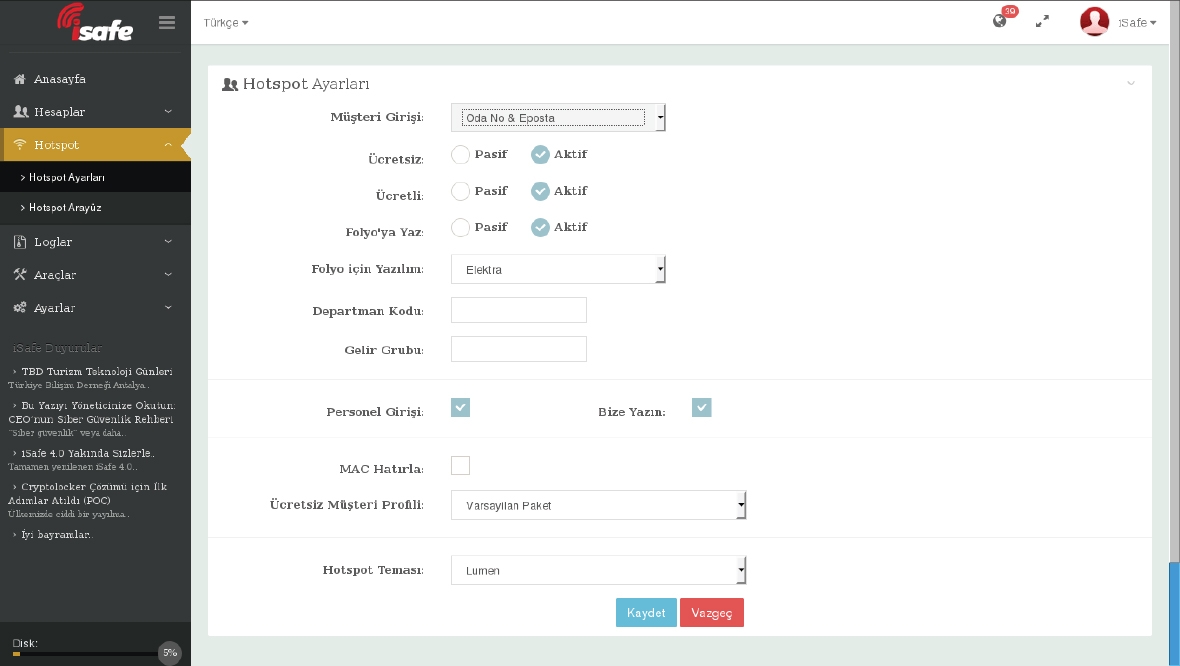 isafe
Türkçe
39
iSafe
Anasayfa
Hesaplar
Hotspot
> Hotspot Ayarları
> Hotspot Arayüz
Loglar
Araçlar
Ayarlar
iSafe Duyurular
> TBD Turizm Teknoloji Günleri
Türkiye Bilişim Derneği Antalya..
> Bu Yazıyı Yöneticinize Okutun:
CEO'nun Siber Güvenlik Rehberi
"Siber güvenlik" veya daha..
> iSafe 4.0 Yakında Sizlerle..
Tamamen yenilenen iSafe 4.0..
> Cryptolocker Çözümü için İlk
Adımlar Atıldı (POC)
Ülkemizde ciddi bir yayılma..
> İyi bayramlar..
Disk:
5%
Hotspot Ayarları
Müşteri Girişi: Oda No & Eposta
Ücretsiz: Pasif Aktif
Ücretli: Pasif Aktif
Folyo'ya Yaz: Pasif Aktif
Folyo için Yazılım: Elektra
Departman Kodu:
Gelir Grubu:
Personel Girişi: Bize Yazın:
MAC Hatırla:
Ücretsiz Müşteri Profili: Varsayılan Paket
Hotspot Teması: Lumen
Kaydet Vazgeç